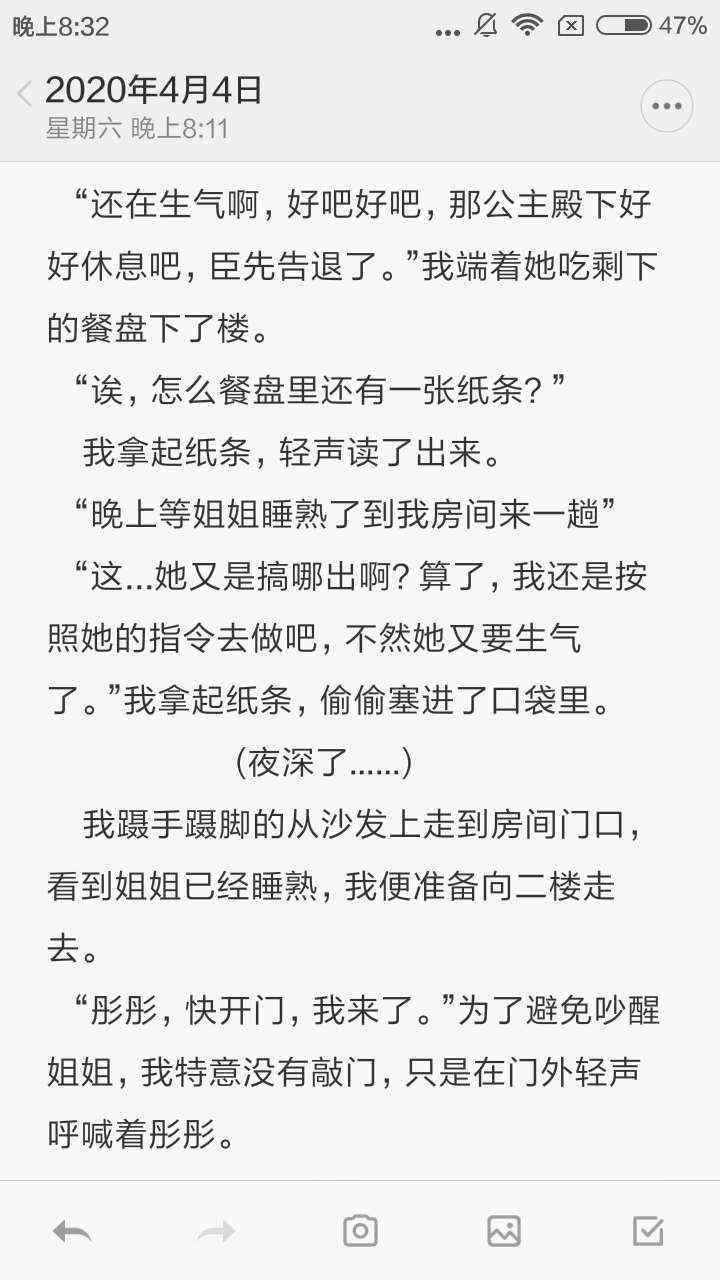 晚上8:32
47%
2020年4月4日
星期六 晚上8:11
“还在生气啊，好吧好吧，那公主殿下好
好休息吧，臣先告退了。”我端着她吃剩下
的餐盘下了楼。
“诶，怎么餐盘里还有一张纸条？”
我拿起纸条，轻声读了出来。
“晚上等姐姐睡熟了到我房间来一趟”
“这...她又是搞哪出啊？算了，我还是按
照她的指令去做吧，不然她又要生气
了。”我拿起纸条，偷偷塞进了口袋里。
（夜深了......）
我蹑手蹑脚的从沙发上走到房间门口，
看到姐姐已经睡熟，我便准备向二楼走
去。
“彤彤，快开门，我来了。”为了避免吵醒
姐姐，我特意没有敲门，只是在门外轻声
呼喊着彤彤。